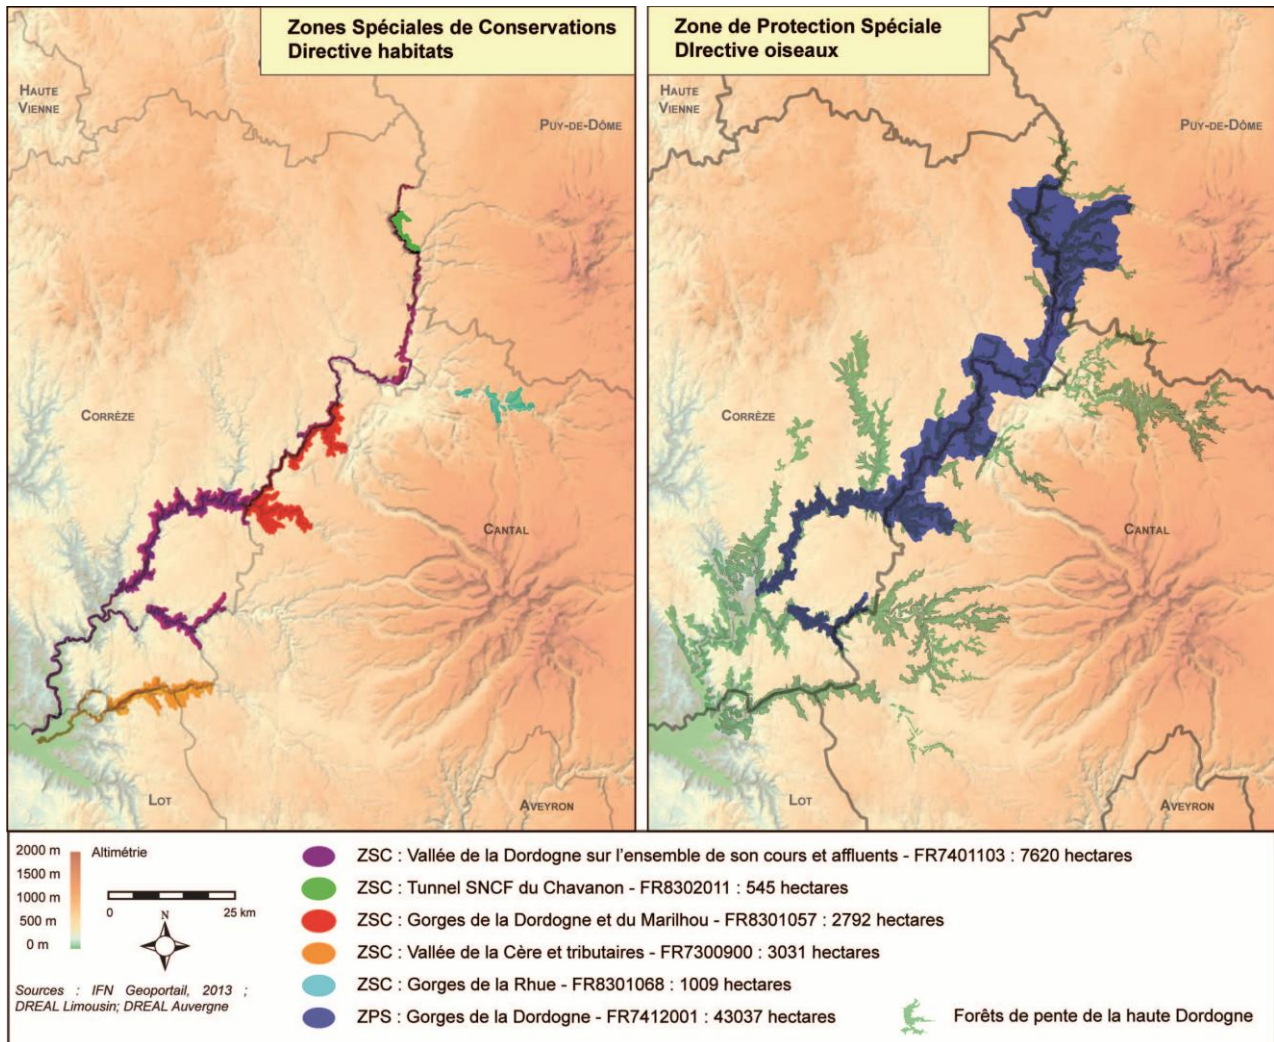 Zones Spéciales de Conservations
Directive habitats
HAUTE
VIENNE
PUY-DE-DÔME
CORRÈZE
CANTAL
LOT
AVEYRON
Zone de Protection Spéciale
DIrective oiseaux
HAUTE
VIENNE
PUY-DE-DÔME
CORRÈZE
CANTAL
LOT
AVEYRON
2000 m
1500 m
1000 m
500 m
0 m
Altimétrie
0 25 km
N
Sources : IFN Geoportail, 2013 ;
DREAL Limousin; DREAL Auvergne
ZSC : Vallée de la Dordogne sur l'ensemble de son cours et affluents - FR7401103 : 7620 hectares
ZSC : Tunnel SNCF du Chavanon - FR8302011 : 545 hectares
ZSC : Gorges de la Dordogne et du Marilhou - FR8301057 : 2792 hectares
ZSC : Vallée de la Cère et tributaires - FR7300900 : 3031 hectares
ZSC : Gorges de la Rhue - FR8301068 : 1009 hectares
ZPS : Gorges de la Dordogne - FR7412001 : 43037 hectares
Forêts de pente de la haute Dordogne